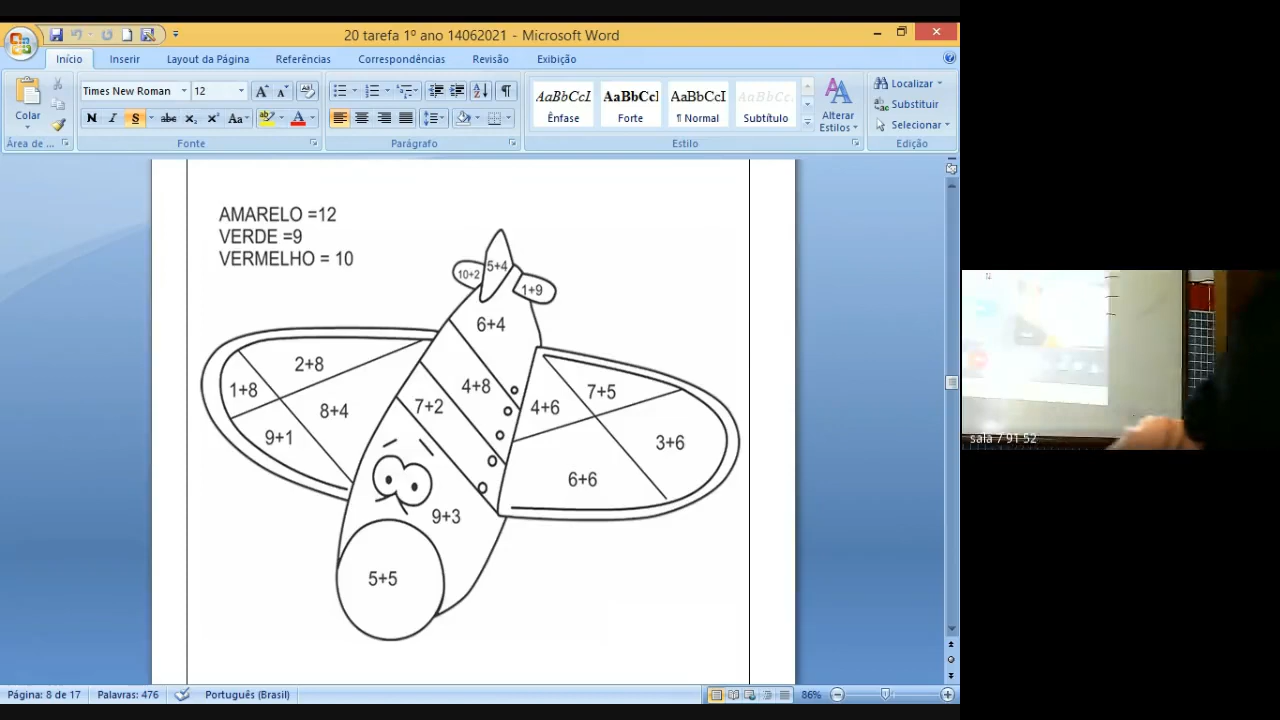 20 tarefa 1º ano 14062021 - Microsoft Word
Início Inserir Layout da Página Referências Correspondências Revisão Exibição
Times New Roman 12
Colar
N I S abc x₂ x² Aa
AaBbCcI AaBbCcI AaBbCcI AaBbCc.
Ênfase Forte ¶ Normal Subtítulo
Alterar Estilos
Localizar
Substituir
Selecionar
Área de ... Fonte Parágrafo Estilo Edição
AMARELO =12
VERDE =9
VERMELHO = 10
10+2
5+4
1+9
6+4
2+8
1+8
8+4
9+1
4+8
7+2
4+6
7+5
3+6
6+6
9+3
5+5
sala / 91 52
Página: 8 de 17 Palavras: 476 Português (Brasil) 86%